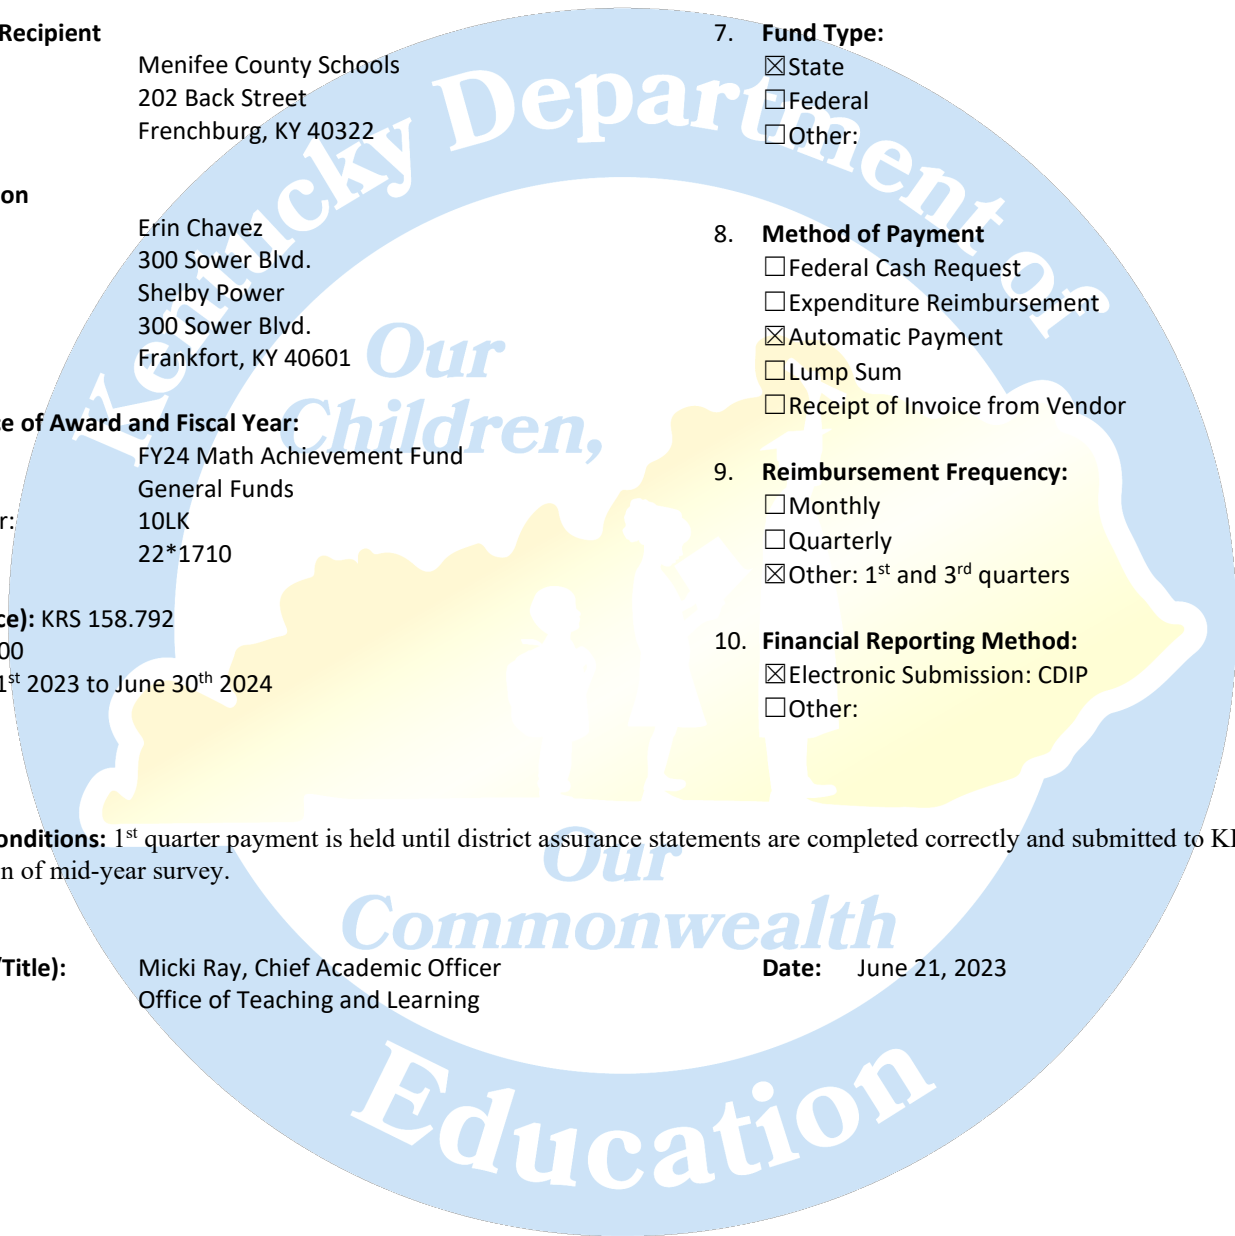 Recipient
Menifee County Schools
202 Back Street
Frenchburg, KY 40322
on
Erin Chavez
300 Sower Blvd.
Shelby Power
300 Sower Blvd.
Frankfort, KY 40601
ce of Award and Fiscal Year:
FY24 Math Achievement Fund
General Funds
r: 10LK
22*1710
ce): KRS 158.792
00
1st 2023 to June 30th 2024
7. Fund Type:
☒State
☐Federal
☐Other:
8. Method of Payment
☐Federal Cash Request
☐Expenditure Reimbursement
☒Automatic Payment
☐Lump Sum
☐Receipt of Invoice from Vendor
9. Reimbursement Frequency:
☐Monthly
☐Quarterly
☒Other: 1st and 3rd quarters
10. Financial Reporting Method:
☒Electronic Submission: CDIP
☐Other:
onditions: 1st quarter payment is held until district assurance statements are completed correctly and submitted to KI
n of mid-year survey.
/Title): Micki Ray, Chief Academic Officer Date: June 21, 2023
Office of Teaching and Learning
Kentucky Department of
Education
Our
Children,
Our
Commonwealth